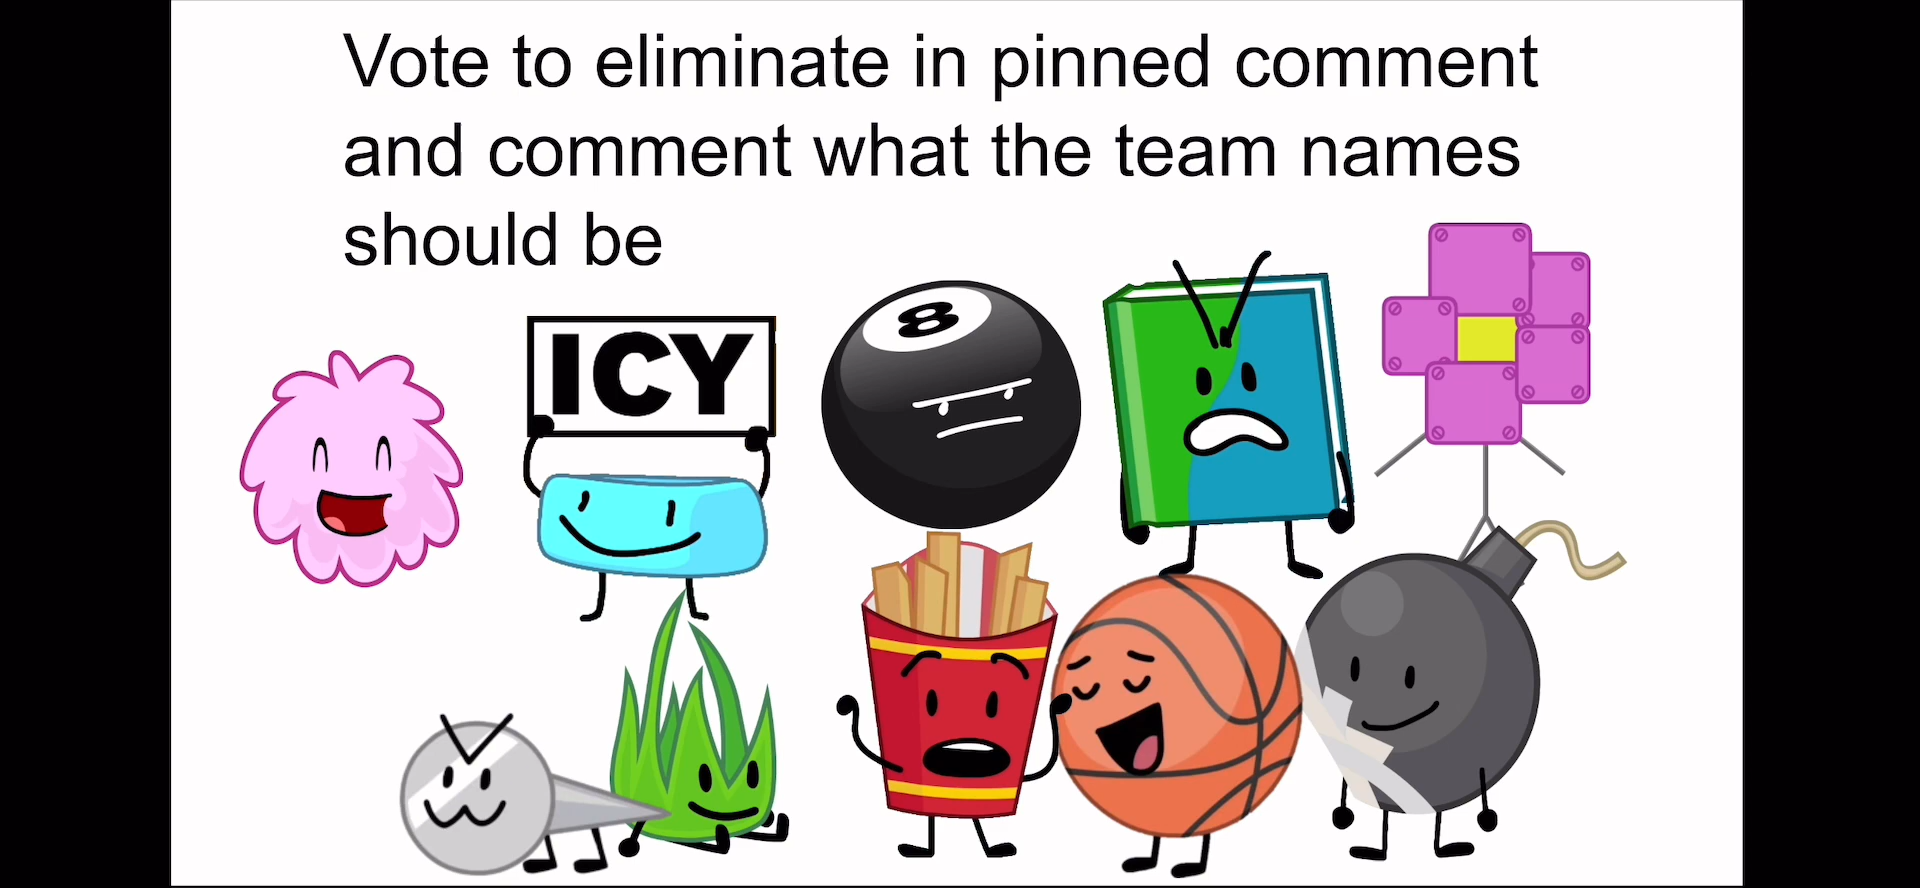 Vote to eliminate in pinned comment
and comment what the team names
should be
ICY
8